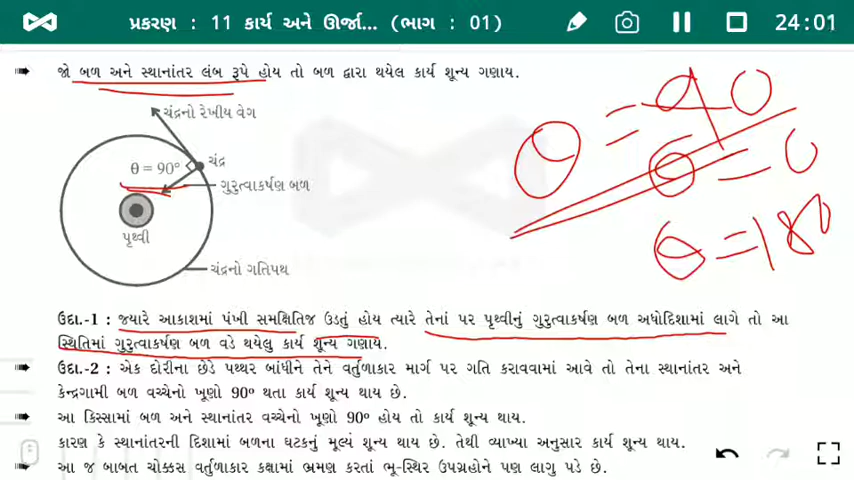 પ્રકરણ : 11 કાર્ય અને ઊર્જા... (ભાગ : 01)
24:01
જો બળ અને સ્થાનાંતર લંબ રૂપે હોય તો બળ દ્વારા થયેલ કાર્ય શૂન્ય ગણાય.
ચંદ્રનો રેખીય વેગ
θ = 90°
ચંદ્ર
ગુરુત્વાકર્ષણ બળ
પૃથ્વી
ચંદ્રનો ગતિપથ
θ = 90
θ = 0
θ = 180
ઉદા.-1 : જયારે આકાશમાં પંખી સમક્ષિતિજ ઉડતું હોય ત્યારે તેનાં પર પૃથ્વીનું ગુરુત્વાકર્ષણ બળ અધોદિશામાં લાગે તો આ
સ્થિતિમાં ગુરુત્વાકર્ષણ બળ વડે થયેલુ કાર્ય શૂન્ય ગણાય.
ઉદા.-2 : એક દોરીના છેડે પથ્થર બાંધીને તેને વર્તુળાકાર માર્ગ પર ગતિ કરાવવામાં આવે તો તેના સ્થાનાંતર અને
કેન્દ્રગામી બળ વચ્ચેનો ખૂણો 90° થતા કાર્ય શૂન્ય થાય છે.
આ કિસ્સામાં બળ અને સ્થાનાંતર વચ્ચેનો ખૂણો 90° હોય તો કાર્ય શૂન્ય થાય.
કારણ કે સ્થાનાંતરની દિશામાં બળના ઘટકનું મૂલ્ય શૂન્ય થાય છે. તેથી વ્યાખ્યા અનુસાર કાર્ય શૂન્ય થાય.
આ જ બાબત ચોક્કસ વર્તુળાકાર કક્ષામાં ભ્રમણ કરતાં ભૂ-સ્થિર ઉપગ્રહોને પણ લાગુ પડે છે.